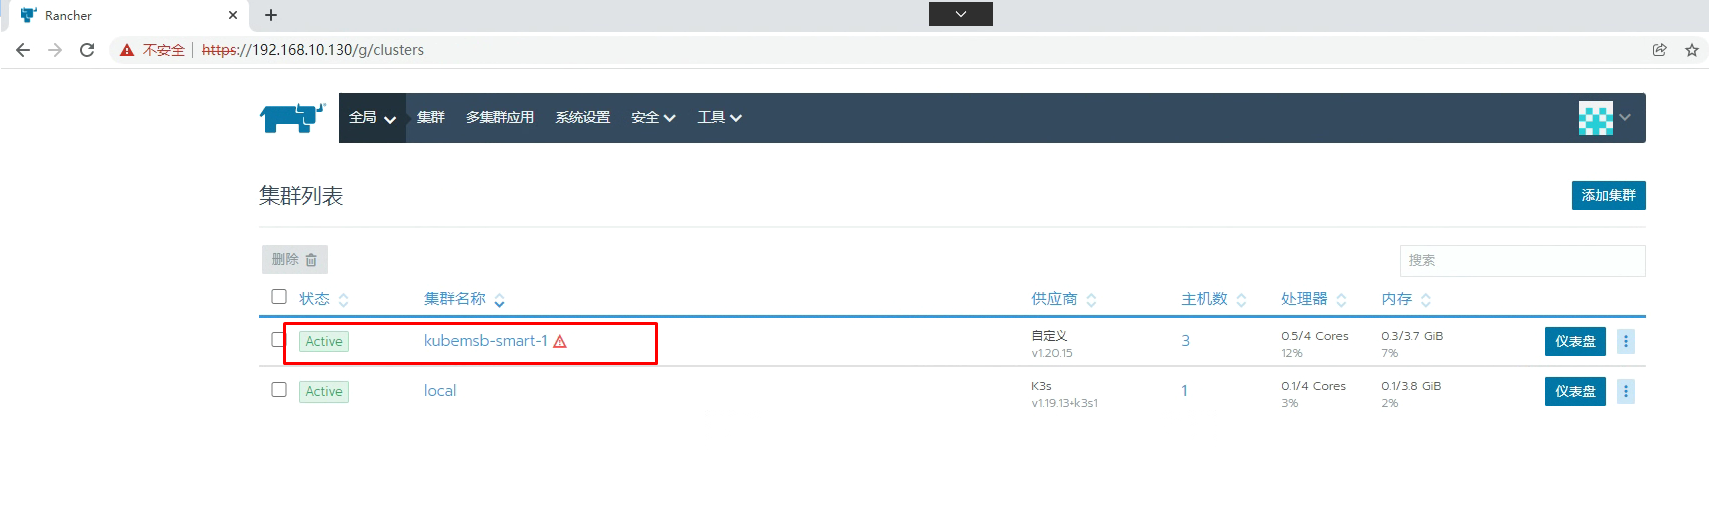 Rancher
不安全 https://192.168.10.130/g/clusters
全局 集群 多集群应用 系统设置 安全 工具
集群列表 添加集群
删除 搜索
状态 集群名称 供应商 主机数 处理器 内存
Active kubemsb-smart-1 自定义 3 0.5/4 Cores 0.3/3.7 GiB 仪表盘
v1.20.15 12% 7%
Active local K3s 1 0.1/4 Cores 0.1/3.8 GiB 仪表盘
v1.19.13+k3s1 3% 2%